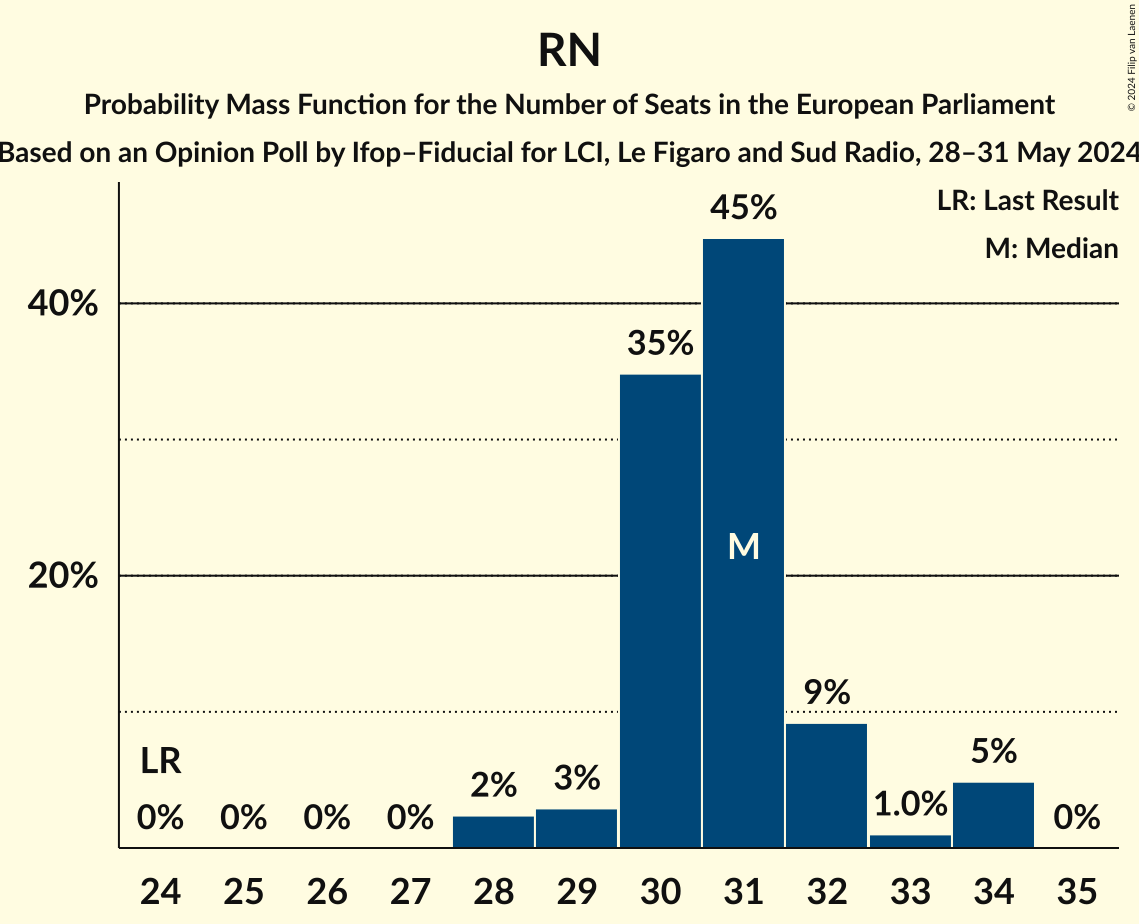 RN
Probability Mass Function for the Number of Seats in the European Parliament
Based on an Opinion Poll by Ifop–Fiducial for LCI, Le Figaro and Sud Radio, 28–31 May 2024
© 2024 Filip van Laenen
LR: Last Result
M: Median
40%
20%
LR
0%
0%
0%
0%
2%
3%
35%
45%
M
9%
1.0%
5%
0%
24 25 26 27 28 29 30 31 32 33 34 35